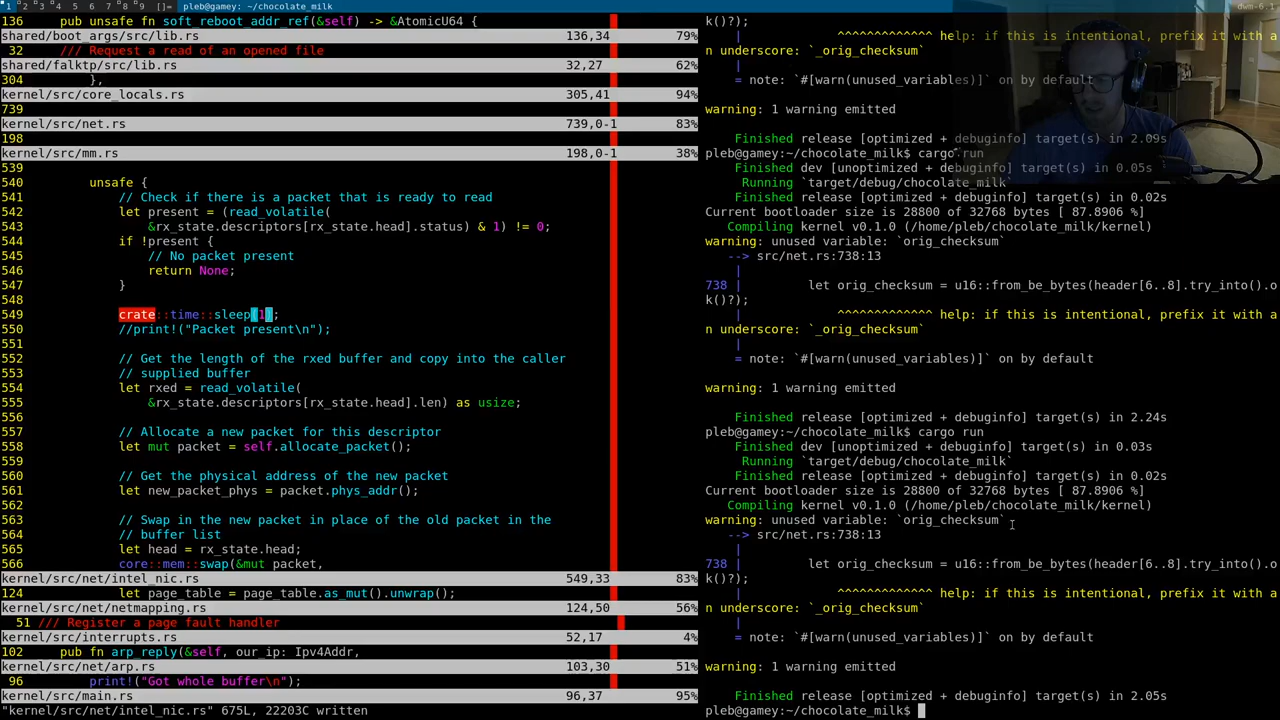 1 2 3 4 5 6 7 8 9 []= pleb@gamey: ~/chocolate_milk dwm-6.1
136     pub unsafe fn soft_reboot_addr_ref(&self) -> &AtomicU64 {
shared/boot_args/src/lib.rs 136,34 79%
32     /// Request a read of an opened file
shared/falktp/src/lib.rs 32,27 62%
304         },
kernel/src/core_locals.rs 305,41 94%
739
kernel/src/net.rs 739,0-1 83%
198
kernel/src/mm.rs 198,0-1 38%
539
540         unsafe {
541             // Check if there is a packet that is ready to read
542             let present = (read_volatile(
543                 &rx_state.descriptors[rx_state.head].status) & 1) != 0;
544             if !present {
545                 // No packet present
546                 return None;
547             }
548
549             crate::time::sleep(1);
550             //print!("Packet present\n");
551
552             // Get the length of the rxed buffer and copy into the caller
553             // supplied buffer
554             let rxed = read_volatile(
555                 &rx_state.descriptors[rx_state.head].len) as usize;
556
557             // Allocate a new packet for this descriptor
558             let mut packet = self.allocate_packet();
559
560             // Get the physical address of the new packet
561             let new_packet_phys = packet.phys_addr();
562
563             // Swap in the new packet in place of the old packet in the
564             // buffer list
565             let head = rx_state.head;
566             core::mem::swap(&mut packet,
kernel/src/net/intel_nic.rs 549,33 83%
124         let page_table = page_table.as_mut().unwrap();
kernel/src/net/netmapping.rs 124,50 56%
51 /// Register a page fault handler
kernel/src/interrupts.rs 52,17 4%
102     pub fn arp_reply(&self, our_ip: Ipv4Addr,
kernel/src/net/arp.rs 103,30 51%
96         print!("Got whole buffer\n");
kernel/src/main.rs 96,37 95%
"kernel/src/net/intel_nic.rs" 675L, 22203C written
k()?);
    |             ^^^^^^^^^^^^^ help: if this is intentional, prefix it with a
n underscore: `_orig_checksum`
    |
    = note: `#[warn(unused_variables)]` on by default
warning: 1 warning emitted
    Finished release [optimized + debuginfo] target(s) in 2.09s
pleb@gamey:~/chocolate_milk$ cargo run
    Finished dev [unoptimized + debuginfo] target(s) in 0.05s
     Running `target/debug/chocolate_milk`
    Finished release [optimized + debuginfo] target(s) in 0.02s
Current bootloader size is 28800 of 32768 bytes [ 87.8906 %]
   Compiling kernel v0.1.0 (/home/pleb/chocolate_milk/kernel)
warning: unused variable: `orig_checksum`
   --> src/net.rs:738:13
    |
738 |         let orig_checksum = u16::from_be_bytes(header[6..8].try_into().o
k()?);
    |             ^^^^^^^^^^^^^ help: if this is intentional, prefix it with a
n underscore: `_orig_checksum`
    |
    = note: `#[warn(unused_variables)]` on by default
warning: 1 warning emitted
    Finished release [optimized + debuginfo] target(s) in 2.24s
pleb@gamey:~/chocolate_milk$ cargo run
    Finished dev [unoptimized + debuginfo] target(s) in 0.03s
     Running `target/debug/chocolate_milk`
    Finished release [optimized + debuginfo] target(s) in 0.02s
Current bootloader size is 28800 of 32768 bytes [ 87.8906 %]
   Compiling kernel v0.1.0 (/home/pleb/chocolate_milk/kernel)
warning: unused variable: `orig_checksum`
   --> src/net.rs:738:13
    |
738 |         let orig_checksum = u16::from_be_bytes(header[6..8].try_into().o
k()?);
    |             ^^^^^^^^^^^^^ help: if this is intentional, prefix it with a
n underscore: `_orig_checksum`
    |
    = note: `#[warn(unused_variables)]` on by default
warning: 1 warning emitted
    Finished release [optimized + debuginfo] target(s) in 2.05s
pleb@gamey:~/chocolate_milk$